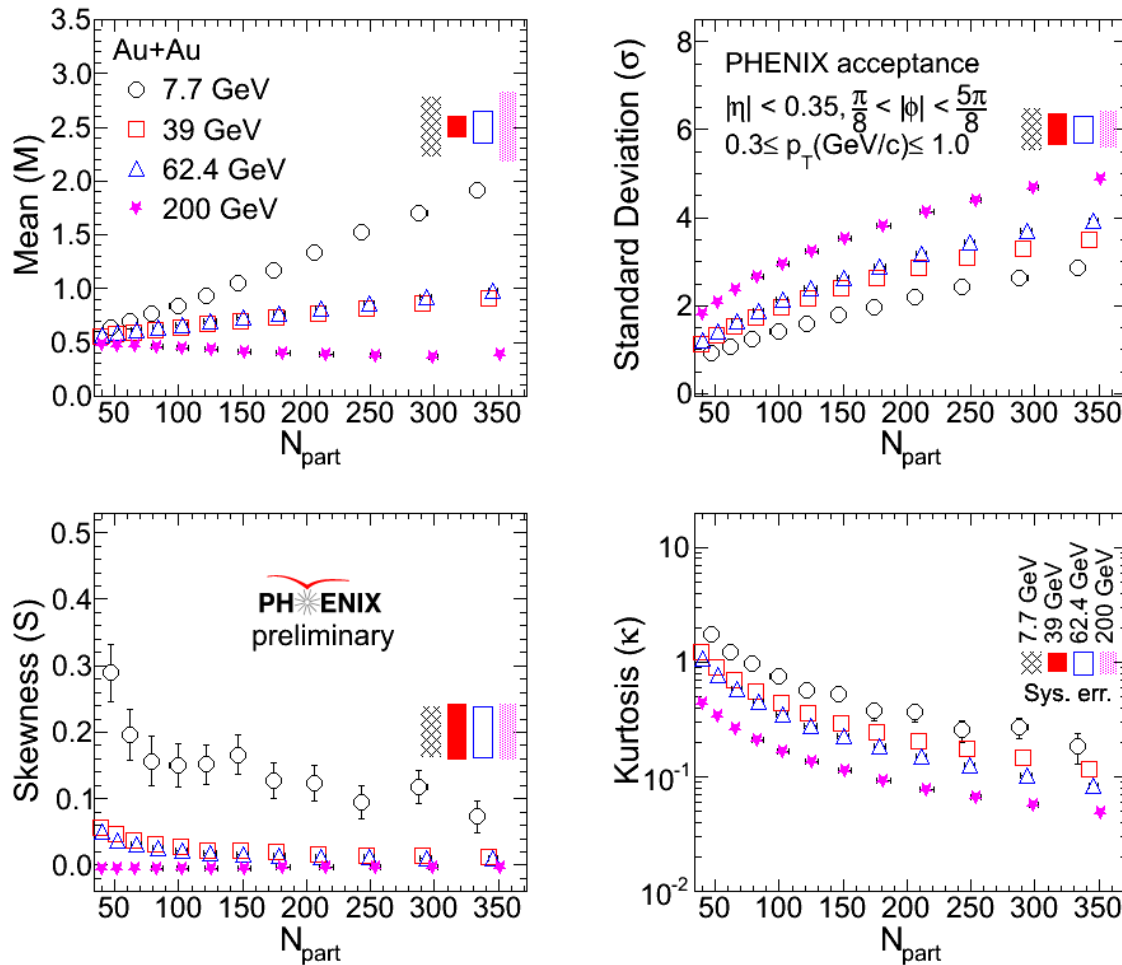 Au+Au
7.7 GeV
39 GeV
62.4 GeV
200 GeV
Mean (M)
3.5
3.0
2.5
2.0
1.5
1.0
0.5
0.0
50 100 150 200 250 300 350
N_part
PHENIX acceptance
|η| < 0.35, π/8 < |φ| < 5π/8
0.3≤ p_T(GeV/c)≤ 1.0
Standard Deviation (σ)
8
6
4
2
0
50 100 150 200 250 300 350
N_part
PHENIX
preliminary
Skewness (S)
0.5
0.4
0.3
0.2
0.1
0.0
50 100 150 200 250 300 350
N_part
7.7 GeV
39 GeV
62.4 GeV
200 GeV
Sys. err.
Kurtosis (κ)
10
1
10^-1
10^-2
50 100 150 200 250 300 350
N_part